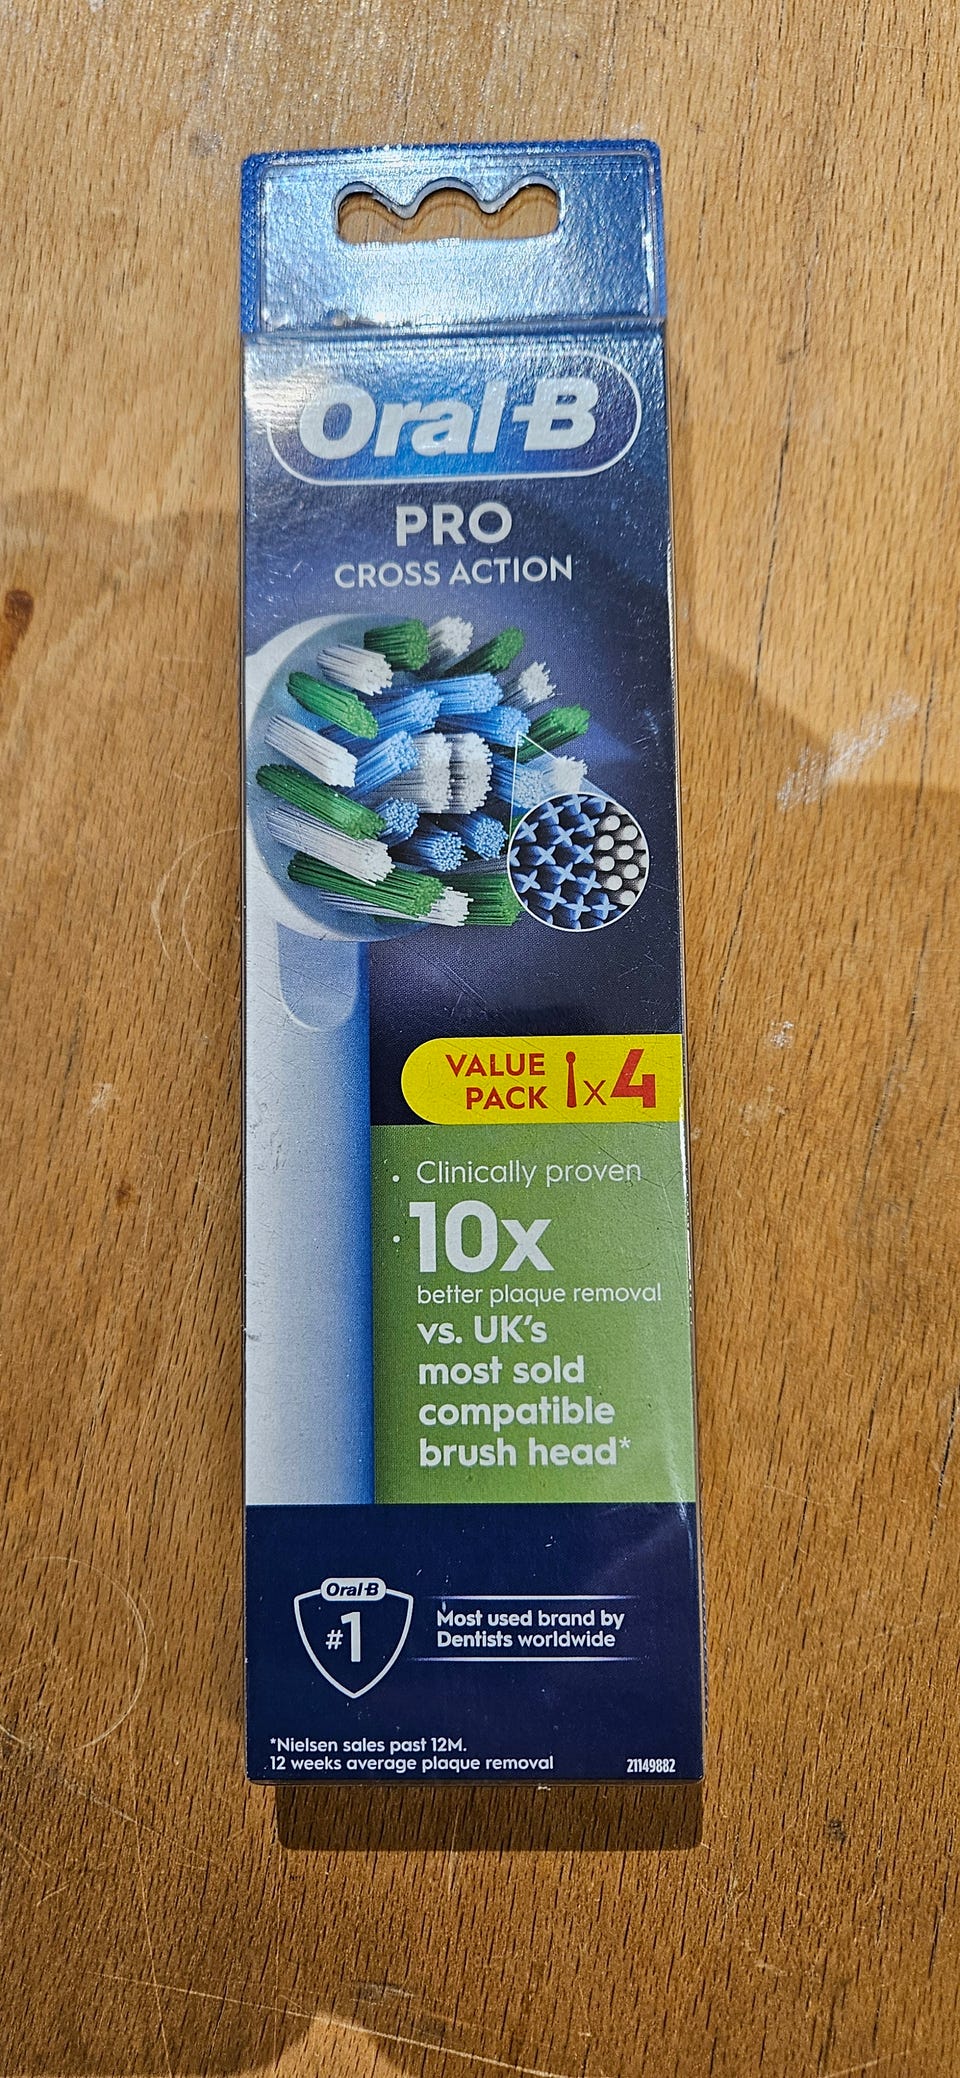 Oral-B
PRO
CROSS ACTION
VALUE
PACK x4
Clinically proven
10x
better plaque removal
vs. UK's
most sold
compatible
brush head*
Oral-B
#1
Most used brand by
Dentists worldwide
*Nielsen sales past 12M.
12 weeks average plaque removal
21149882